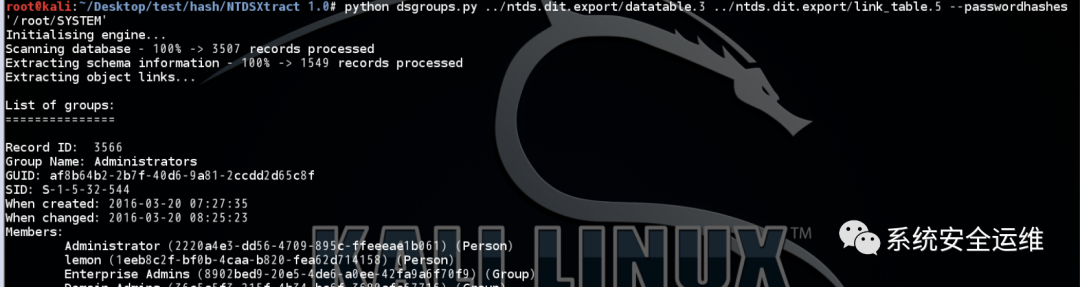 root@kali:~/Desktop/test/hash/NTDSXtract 1.0# python dsgroups.py ../ntds.dit.export/datatable.3 ../ntds.dit.export/link_table.5 --passwordhashes
'/root/SYSTEM'
Initialising engine...
Scanning database - 100% -> 3507 records processed
Extracting schema information - 100% -> 1549 records processed
Extracting object links...
List of groups:
===============
Record ID:  3566
Group Name: Administrators
GUID: af8b64b2-2b7f-40d6-9a81-2ccdd2d65c8f
SID: S-1-5-32-544
When created: 2016-03-20 07:27:35
When changed: 2016-03-20 08:25:23
Members:
Administrator (2220a4e3-dd56-4709-895c-ffeeeae1b061) (Person)
lemon (1eeb8c2f-bf0b-4caa-b820-fea62d714158) (Person)
Enterprise Admins (8902bed9-20e5-4de6-a0ee-42fa9a6f70f9) (Group)
KALI LINUX™
系统安全运维